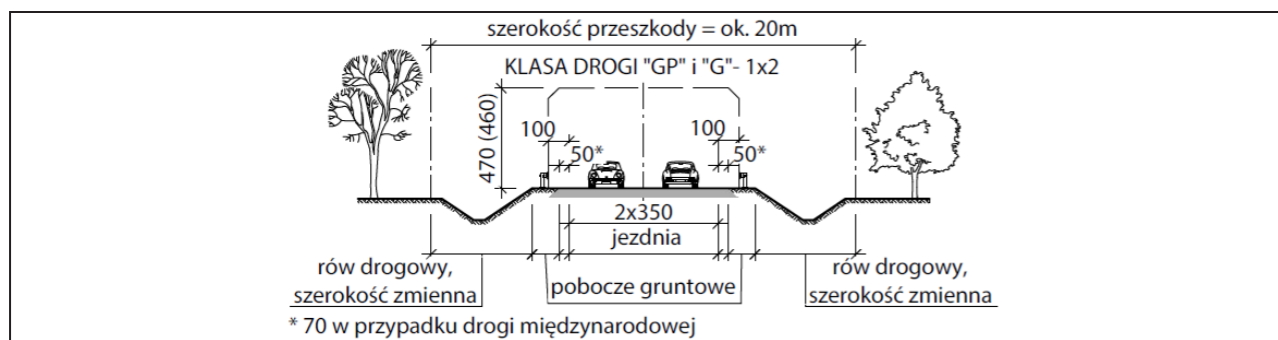 szerokość przeszkody = ok. 20m
KLASA DROGI "GP" i "G"- 1x2
470 (460)
100
100
50*
50*
2x350
jezdnia
rów drogowy,
szerokość zmienna
pobocze gruntowe
rów drogowy,
szerokość zmienna
* 70 w przypadku drogi międzynarodowej